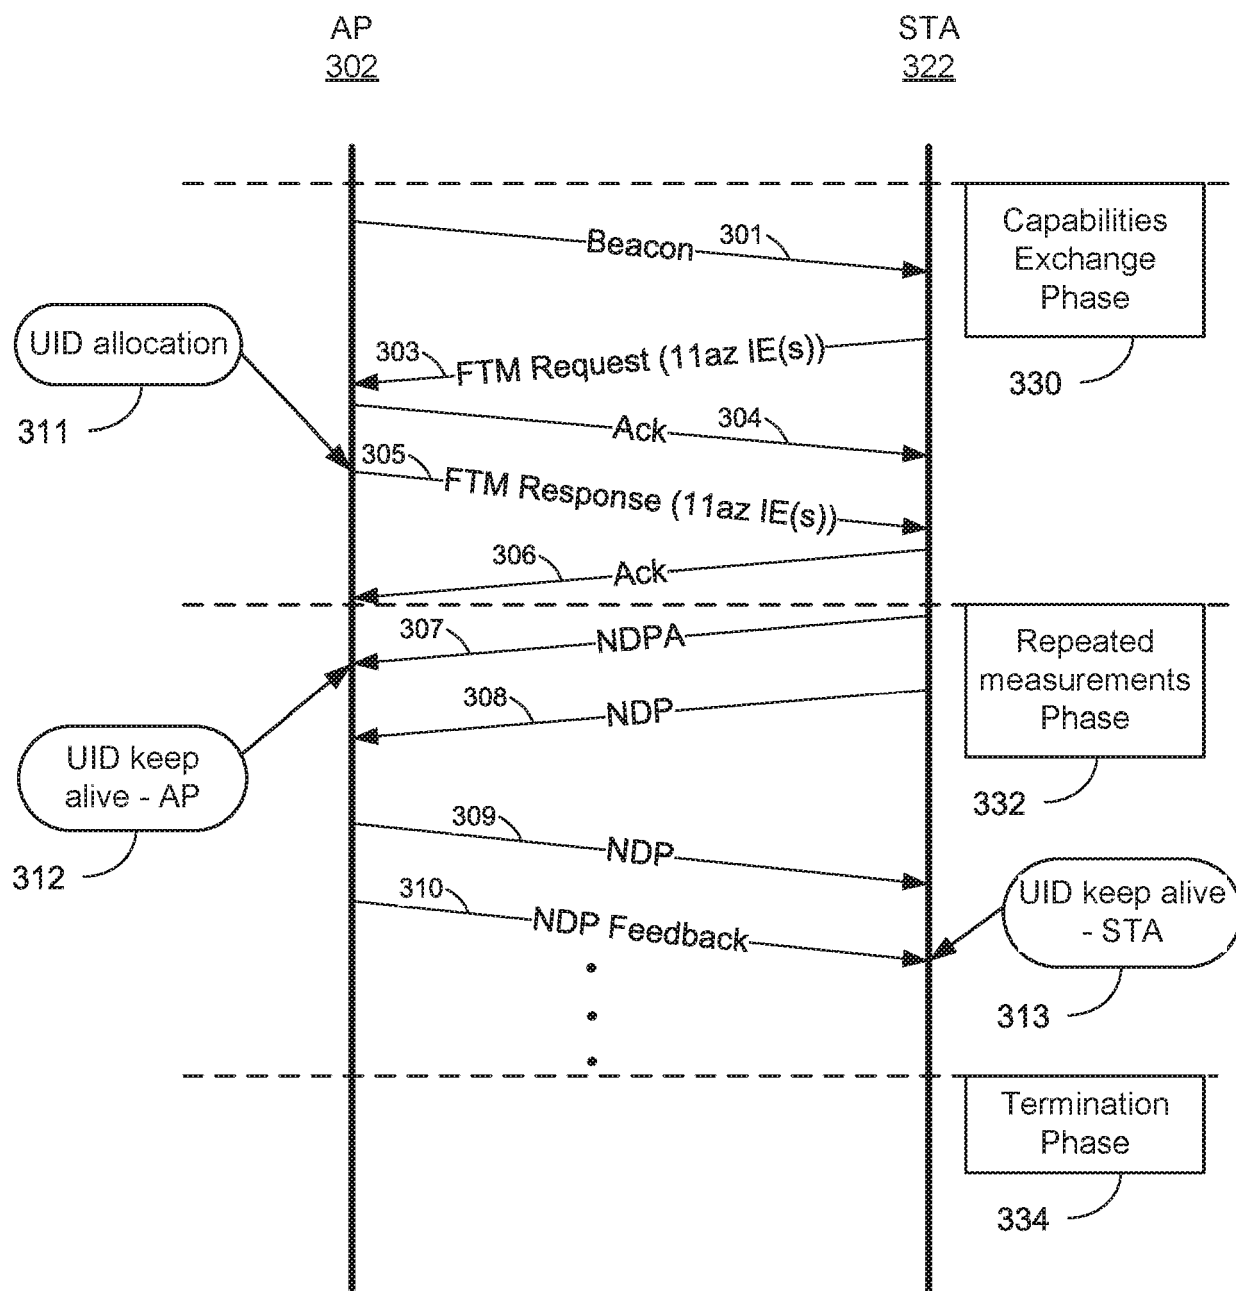 AP
302
STA
322
Capabilities
Exchange
Phase
330
Beacon
301
UID allocation
311
303
FTM Request (11az IE(s))
Ack
304
305
FTM Response (11az IE(s))
306
Ack
307
NDPA
Repeated
measurements
Phase
332
308
NDP
UID keep
alive - AP
312
309
NDP
310
NDP Feedback
UID keep alive
- STA
313
Termination
Phase
334